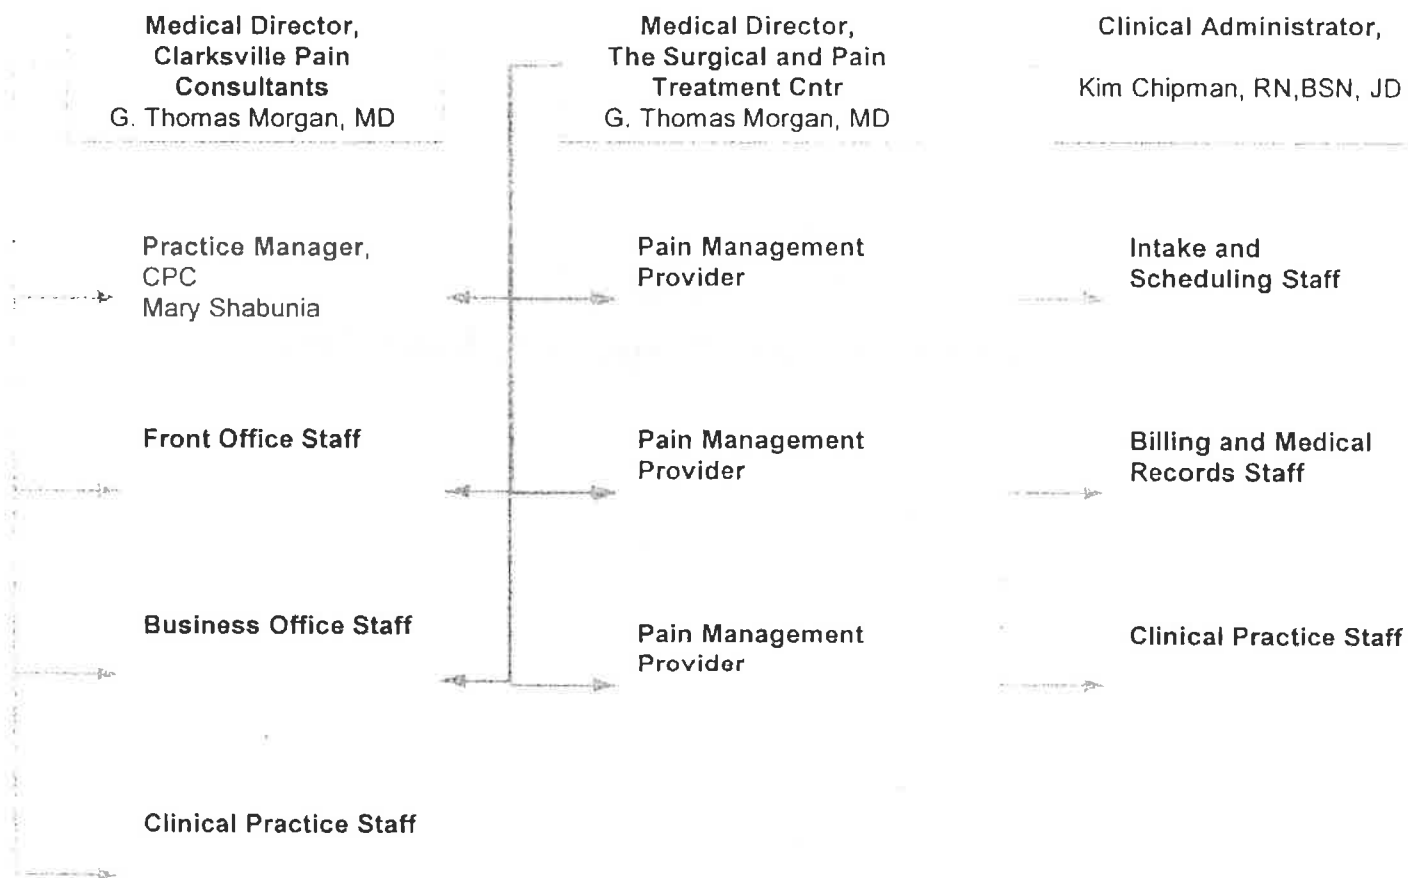 Medical Director,
Clarksville Pain
Consultants
G. Thomas Morgan, MD
Medical Director,
The Surgical and Pain
Treatment Cntr
G. Thomas Morgan, MD
Clinical Administrator,
Kim Chipman, RN,BSN, JD
Practice Manager,
CPC
Mary Shabunia
Pain Management
Provider
Intake and
Scheduling Staff
Front Office Staff
Pain Management
Provider
Billing and Medical
Records Staff
Business Office Staff
Pain Management
Provider
Clinical Practice Staff
Clinical Practice Staff